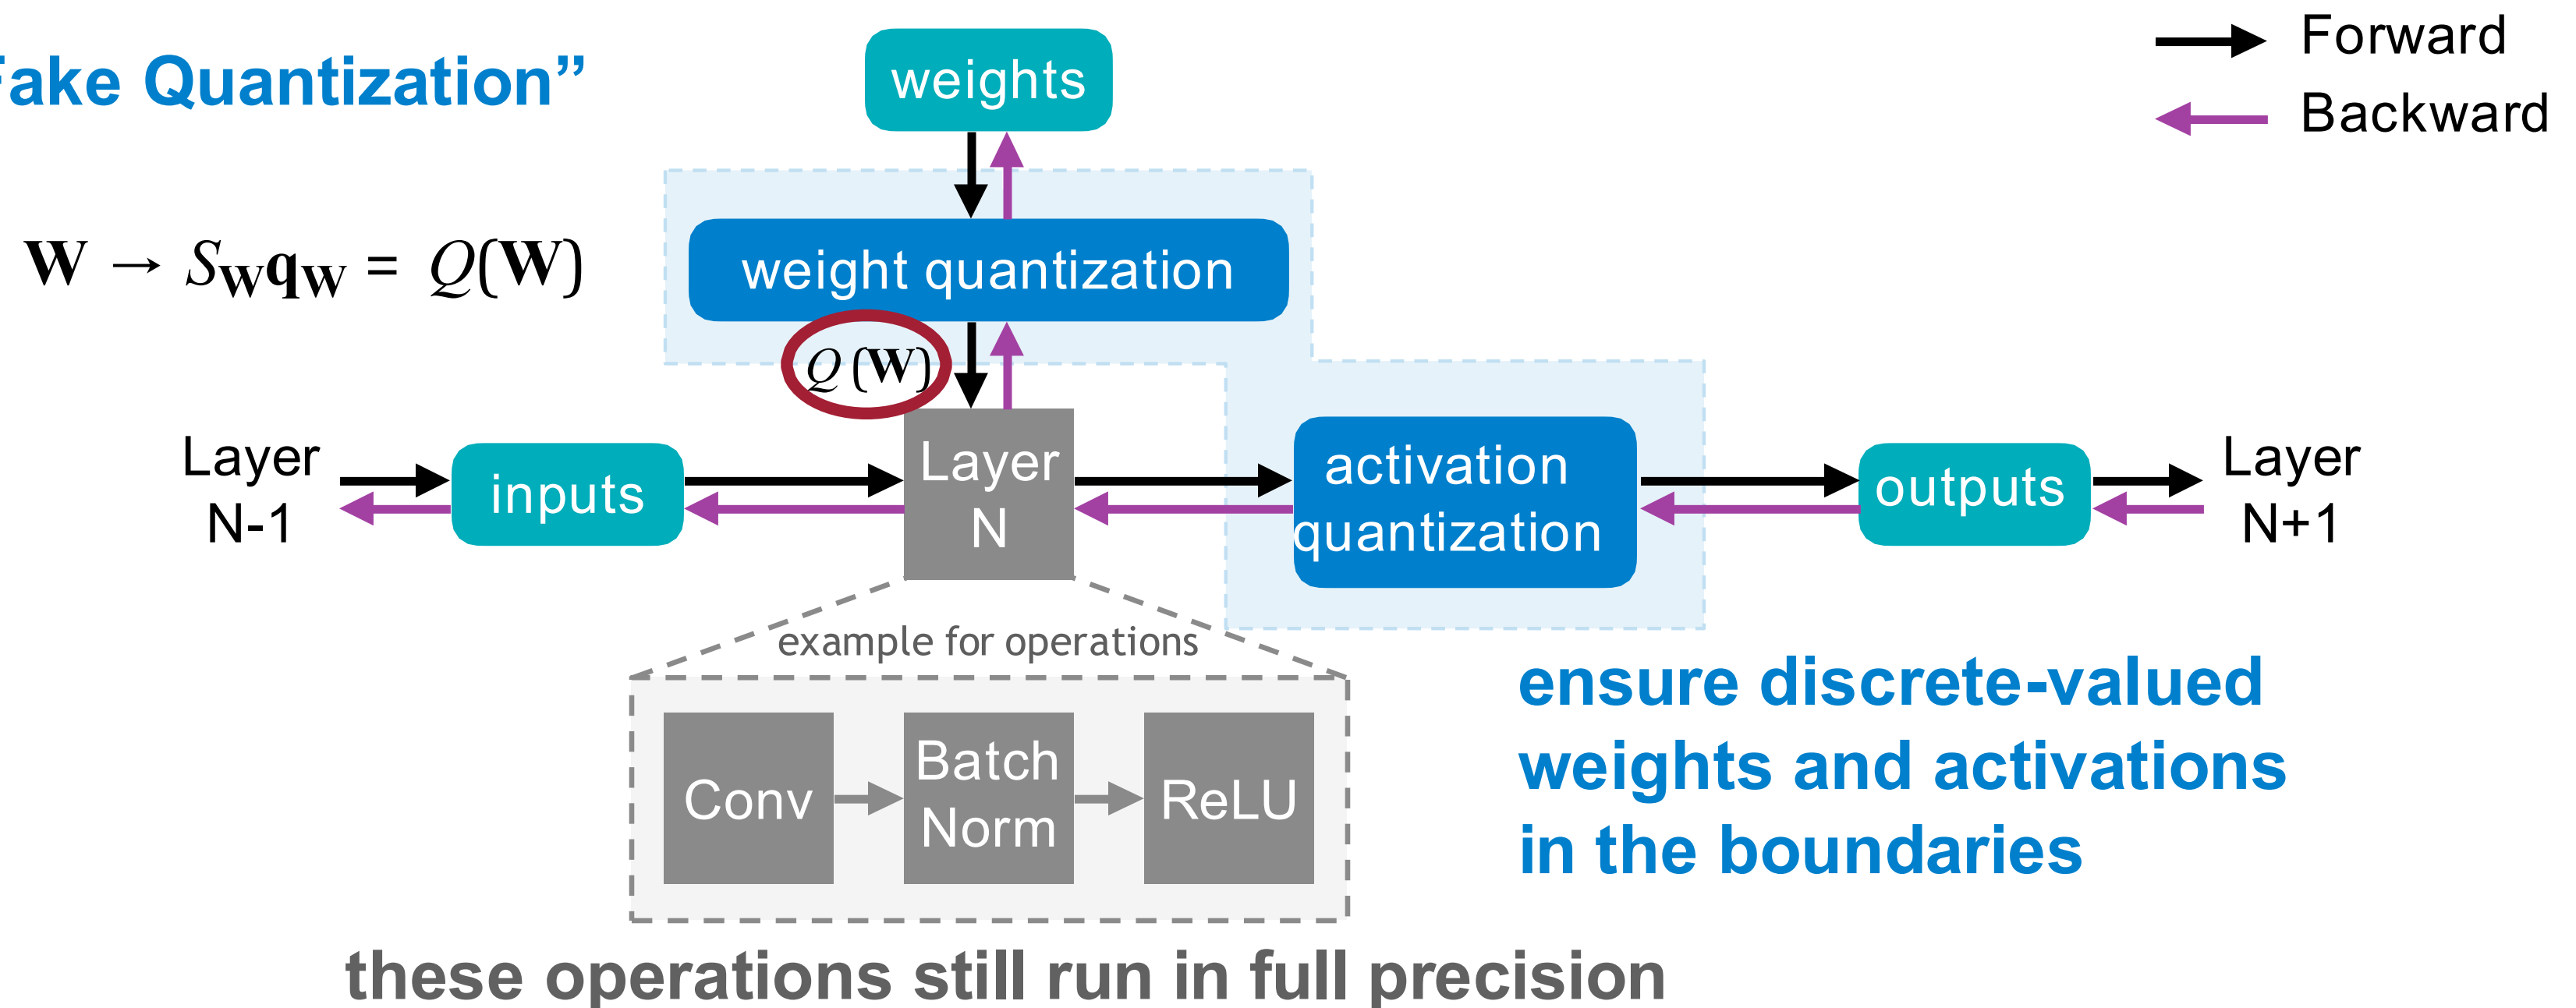 Fake Quantization”
weights
Forward
Backward
W → S_W q_W = Q(W)
weight quantization
Q(W)
Layer
N-1
inputs
Layer
N
activation
quantization
outputs
Layer
N+1
example for operations
Conv
Batch
Norm
ReLU
ensure discrete-valued
weights and activations
in the boundaries
these operations still run in full precision